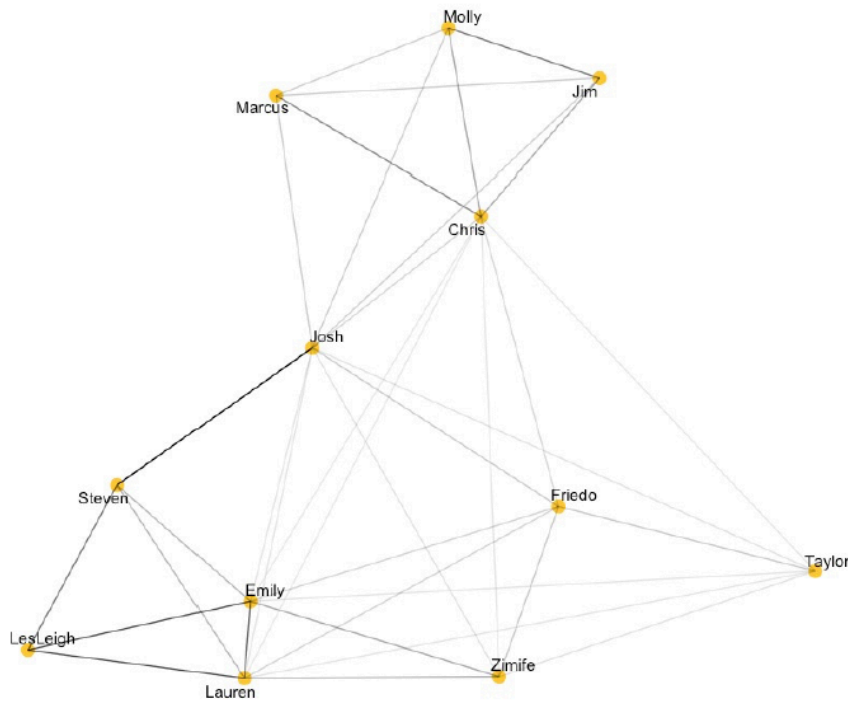 Molly
Jim
Marcus
Chris
Josh
Steven
Friedo
Taylor
Emily
LesLeigh
Zimife
Lauren